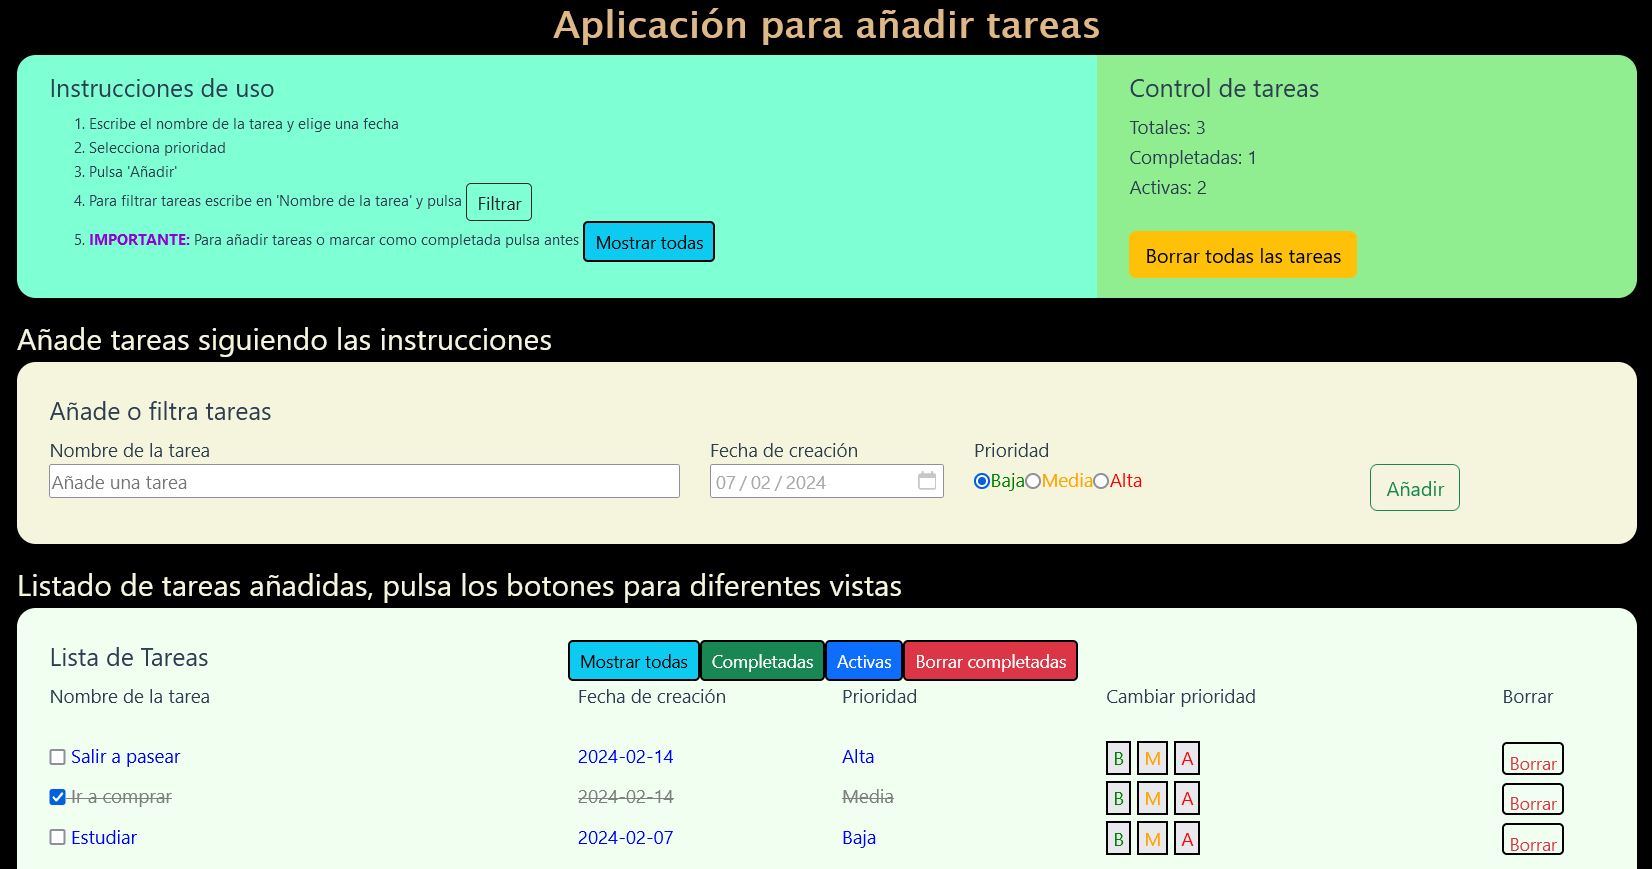 Aplicación para añadir tareas
Instrucciones de uso
1. Escribe el nombre de la tarea y elige una fecha
2. Selecciona prioridad
3. Pulsa 'Añadir'
4. Para filtrar tareas escribe en 'Nombre de la tarea' y pulsa Filtrar
5. IMPORTANTE: Para añadir tareas o marcar como completada pulsa antes Mostrar todas
Control de tareas
Totales: 3
Completadas: 1
Activas: 2
Borrar todas las tareas
Añade tareas siguiendo las instrucciones
Añade o filtra tareas
Nombre de la tarea Fecha de creación Prioridad
Añade una tarea 07 / 02 / 2024 Baja Media Alta Añadir
Listado de tareas añadidas, pulsa los botones para diferentes vistas
Lista de Tareas Mostrar todas Completadas Activas Borrar completadas
Nombre de la tarea Fecha de creación Prioridad Cambiar prioridad Borrar
Salir a pasear 2024-02-14 Alta B M A Borrar
Ir a comprar 2024-02-14 Media B M A Borrar
Estudiar 2024-02-07 Baja B M A Borrar